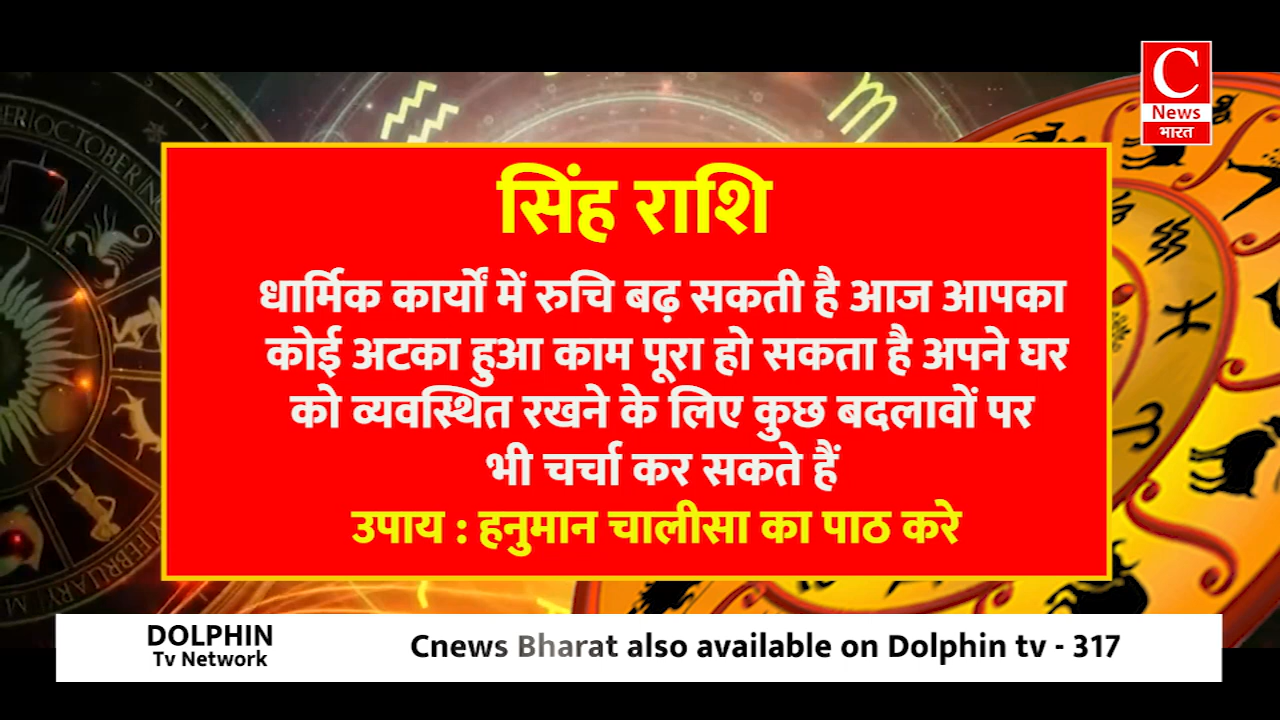 C
News
भारत
सिंह राशि
धार्मिक कार्यों में रुचि बढ़ सकती है आज आपका
कोई अटका हुआ काम पूरा हो सकता है अपने घर
को व्यवस्थित रखने के लिए कुछ बदलावों पर
भी चर्चा कर सकते हैं
उपाय : हनुमान चालीसा का पाठ करे
DOLPHIN
Tv Network
Cnews Bharat also available on Dolphin tv - 317
OCTOBER